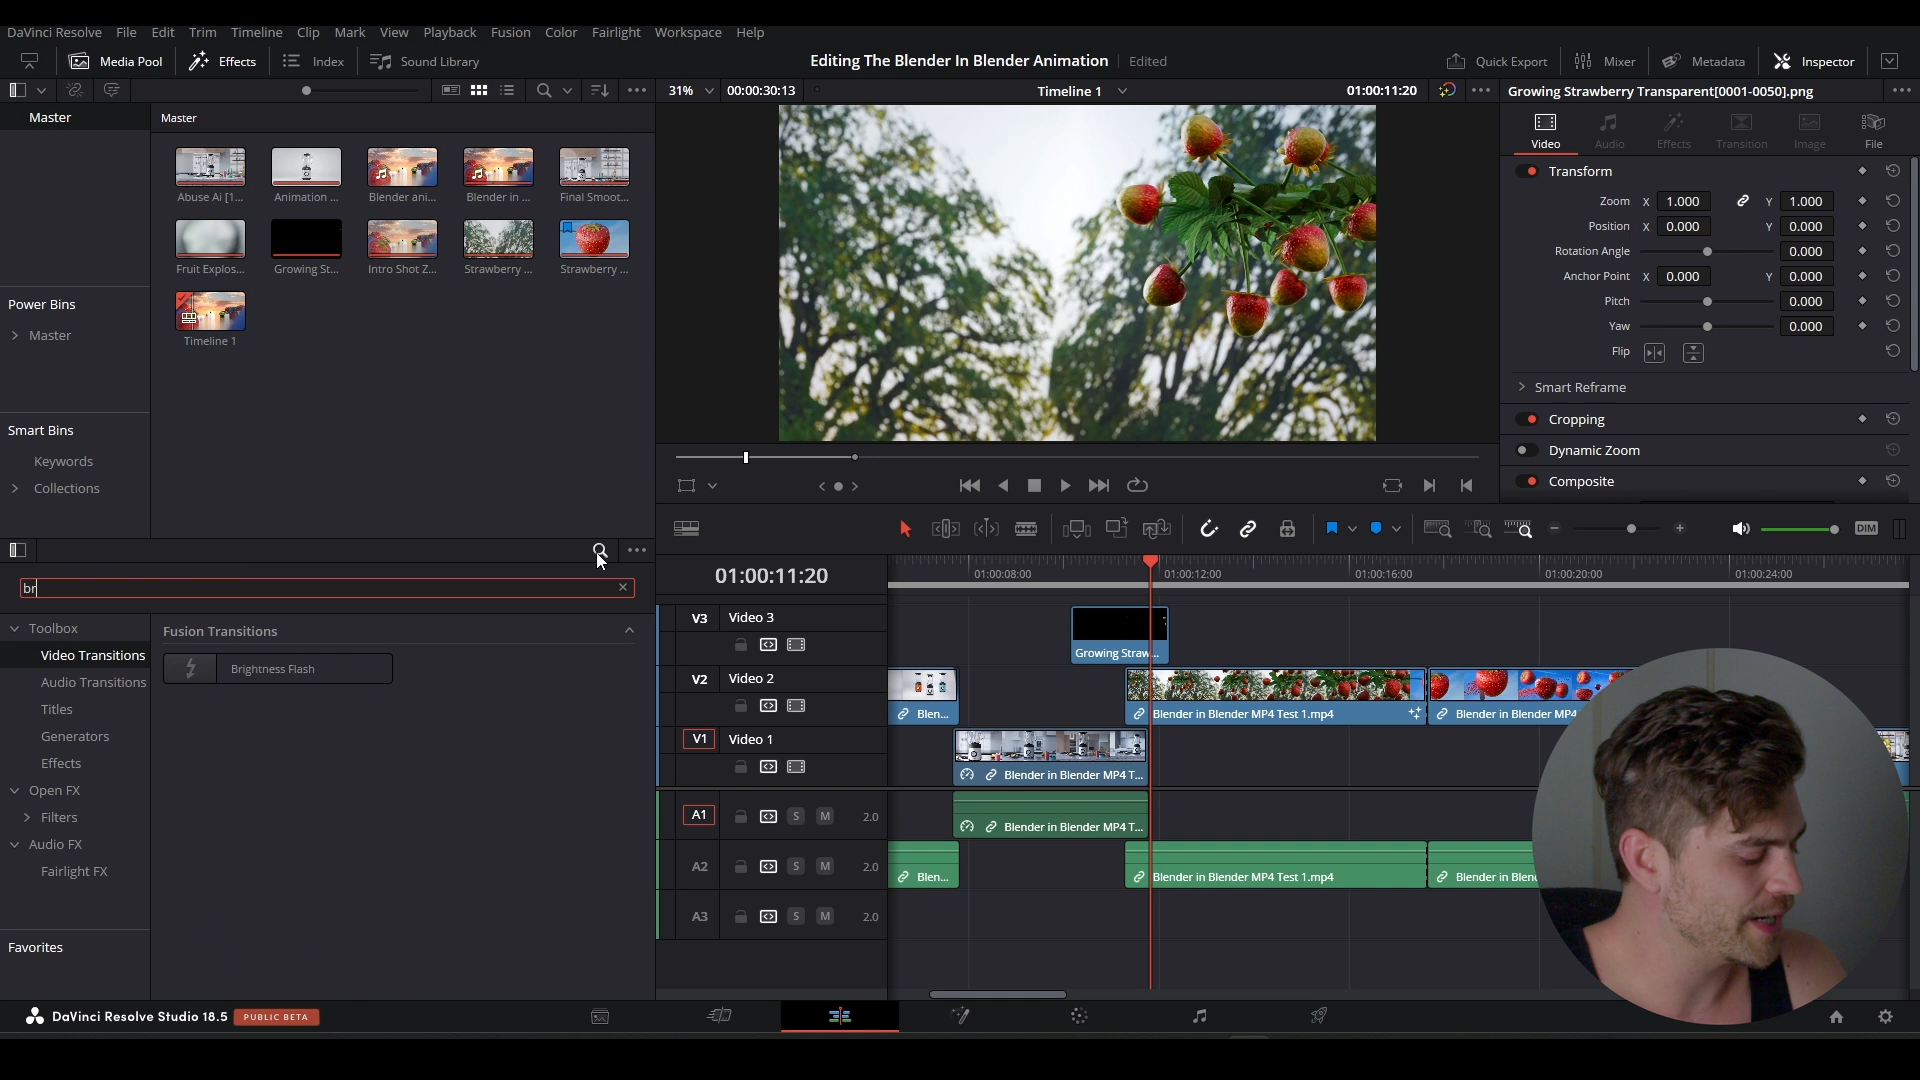 DaVinci Resolve File Edit Trim Timeline Clip Mark View Playback Fusion Color Fairlight Workspace Help
Media Pool Effects Index Sound Library Editing The Blender In Blender Animation Edited Quick Export Mixer Metadata Inspector
31% 00:00:30:13 Timeline 1 01:00:11:20 Growing Strawberry Transparent[0001-0050].png
Master
Master
Abuse Ai [1... Animation ... Blender ani... Blender in ... Final Smoot...
Fruit Explos... Growing St... Intro Shot Z... Strawberry ... Strawberry ...
Timeline 1
Power Bins
Master
Smart Bins
Keywords
Collections
Video Audio Effects Transition Image File
Transform
Zoom X 1.000 Y 1.000
Position X 0.000 Y 0.000
Rotation Angle 0.000
Anchor Point X 0.000 Y 0.000
Pitch 0.000
Yaw 0.000
Flip
Smart Reframe
Cropping
Dynamic Zoom
Composite
DIM
br
Toolbox
Video Transitions
Audio Transitions
Titles
Generators
Effects
Open FX
Filters
Audio FX
Fairlight FX
Favorites
Fusion Transitions
Brightness Flash
01:00:11:20
01:00:08:00 01:00:12:00 01:00:16:00 01:00:20:00 01:00:24:00
V3 Video 3
Growing Straw...
V2 Video 2
Blen... Blender in Blender MP4 Test 1.mp4 Blender in Blender MP4
V1 Video 1
Blender in Blender MP4 T...
A1 S M 2.0
Blender in Blender MP4 T...
A2 S M 2.0
Blen... Blender in Blender MP4 Test 1.mp4 Blender in Blen
A3 S M 2.0
DaVinci Resolve Studio 18.5 PUBLIC BETA